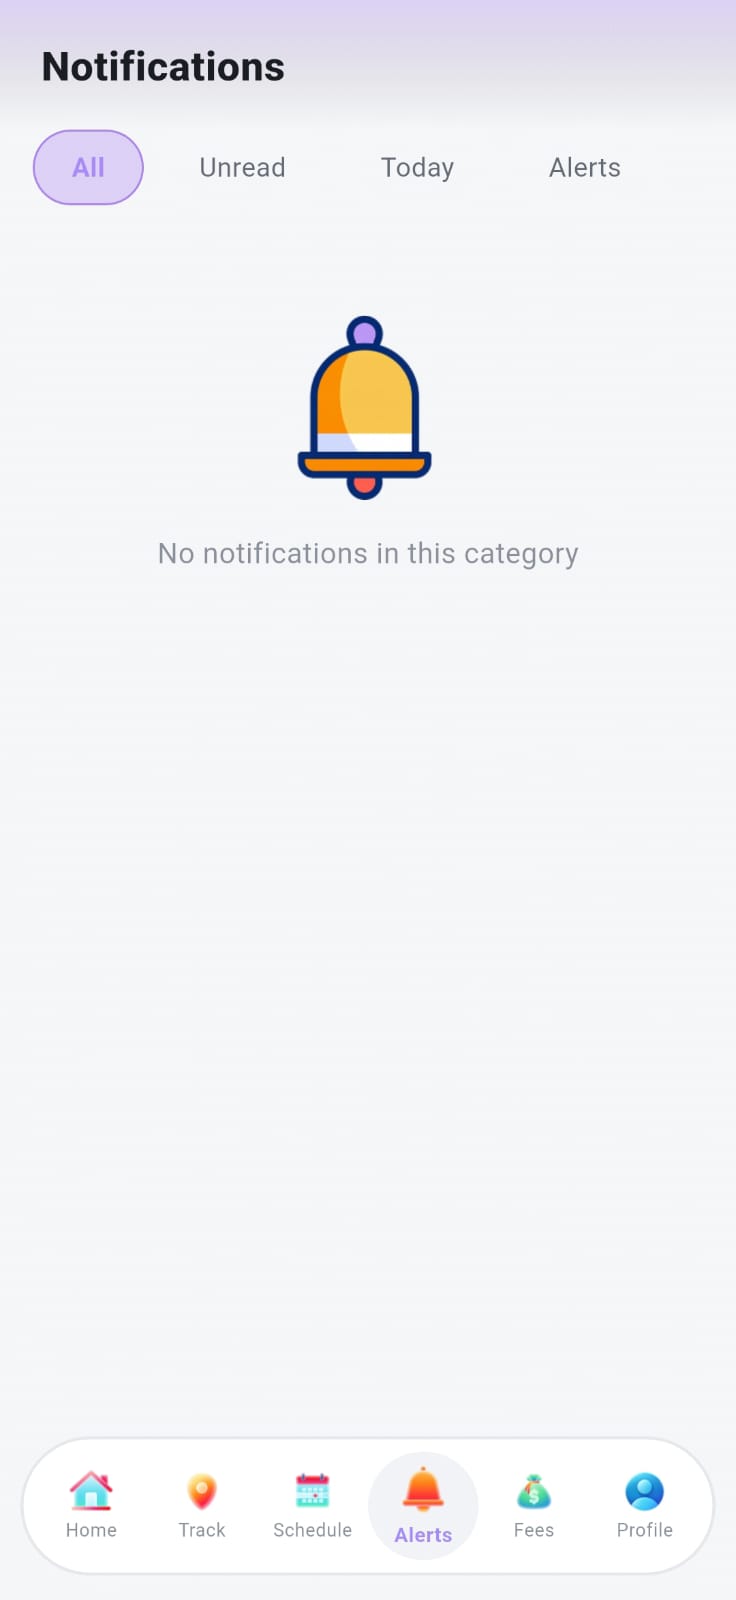 Notifications
All
Unread
Today
Alerts
No notifications in this category
Home
Track
Schedule
Alerts
Fees
Profile